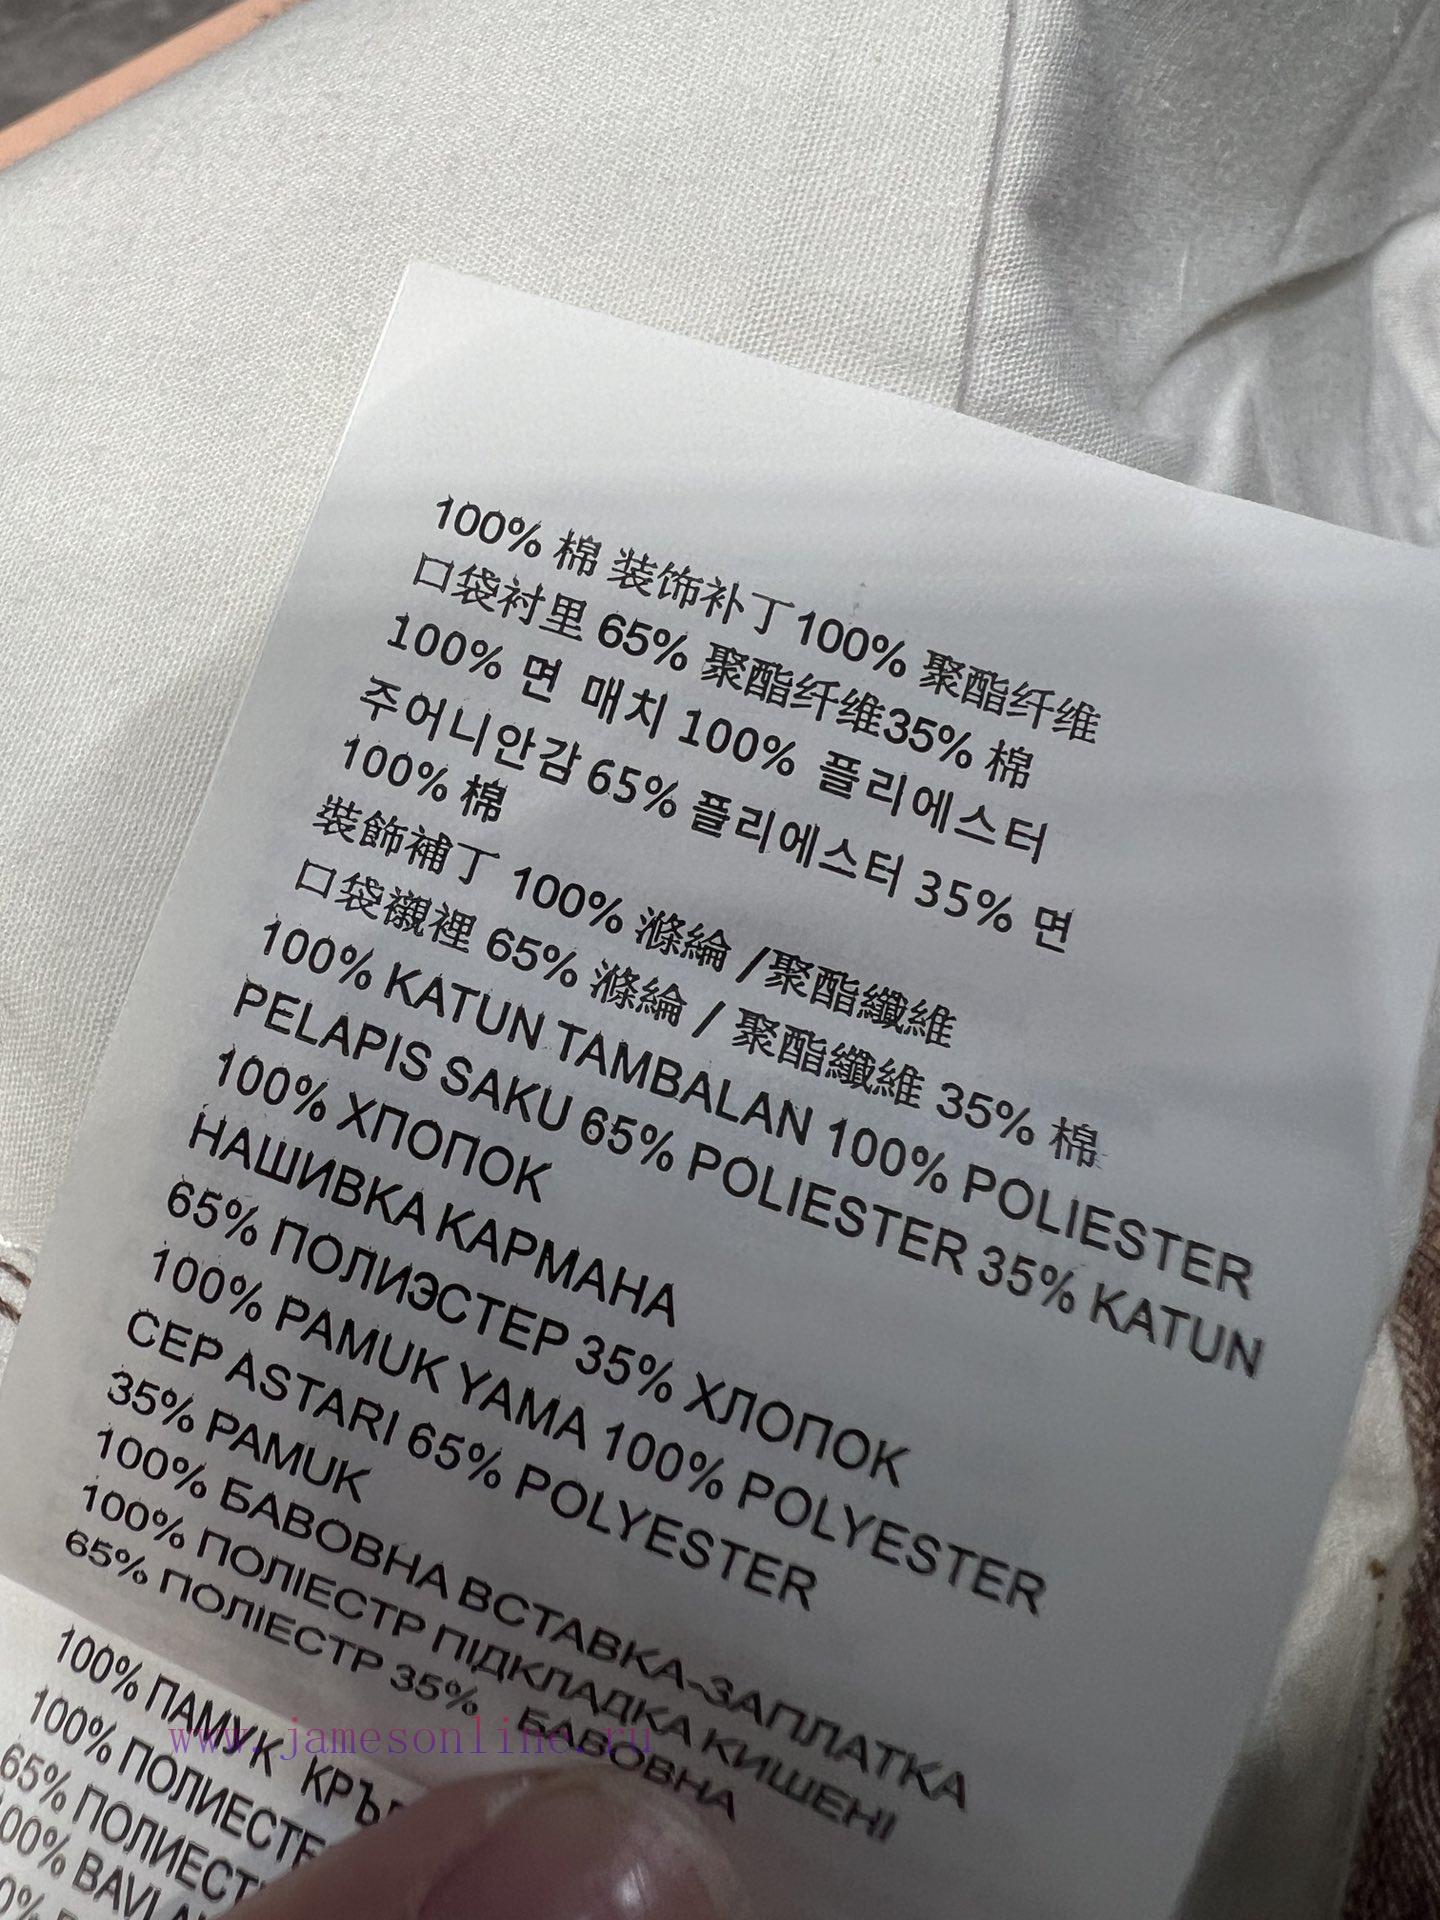 100% 棉 装饰补丁100% 聚酯纤维
口袋衬里 65% 聚酯纤维35% 棉
100% 면 매치 100% 플리에스터
주어니안감 65% 플리에스터 35% 면
100% 棉
裝飾補丁 100% 滌綸 /聚酯纖維
口袋襯裡 65% 滌綸 / 聚酯纖維 35% 棉
100% KATUN TAMBALAN 100% POLIESTER
PELAPIS SAKU 65% POLIESTER 35% KATUN
100% ХПОПОК
НАШИВКА КАРМАНА
65% ПОЛИЭСТЕР 35% ХЛОПОК
100% PAMUK YAMA 100% POLYESTER
CEP ASTARI 65% POLYESTER
35% PAMUK
100% БАВОВНА ВСТАВКА-ЗАПЛАТКА
100% ПОЛІЕСТР ПІДКЛАДКА КИШЕНІ
65% ПОЛІЕСТР 35% БАВОВНА
100% ПАМУК
100%
65%
www.jamesonline.ru